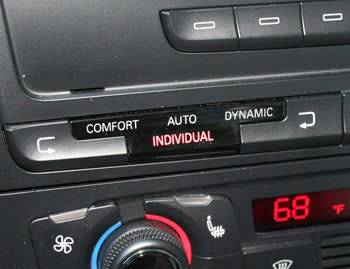 COMFORT AUTO DYNAMIC
INDIVIDUAL
68 °F